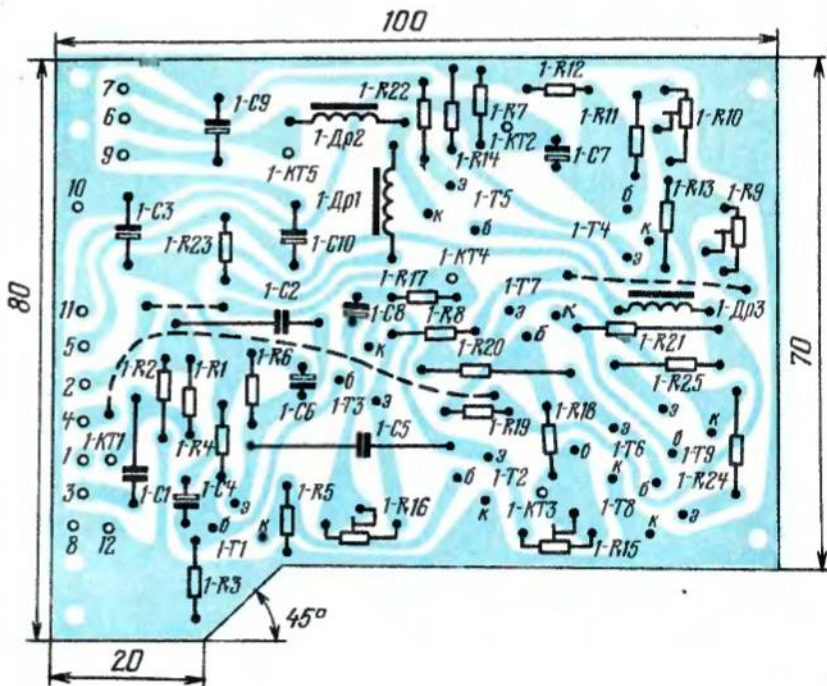 100
80
70
7
6
9
10
11
5
2
4
1
3
8
12
1-C9
1-Др2
1-R22
1-R14
1-R7
1-КТ2
1-R12
1-C7
1-R11
1-R10
1-КТ5
1-Др1
1-C3
1-R23
1-C10
э
к
б
1-T5
1-КТ4
б
к
э
1-T4
1-R13
1-R9
1-C2
1-R17
1-C8
1-R8
1-T7
э
к
б
1-Др3
1-R21
1-R2
1-R1
1-R6
1-C6
к
б
э
1-T3
1-R20
1-R25
1-КТ1
1-R4
1-C5
1-R19
1-R18
э
к
б
1-T6
к
б
э
1-T9
1-R24
1-C1
1-C4
э
б
к
1-T1
1-R5
1-R16
э
б
к
1-T2
1-КТ3
1-T8
к
1-R15
1-R3
45°
20